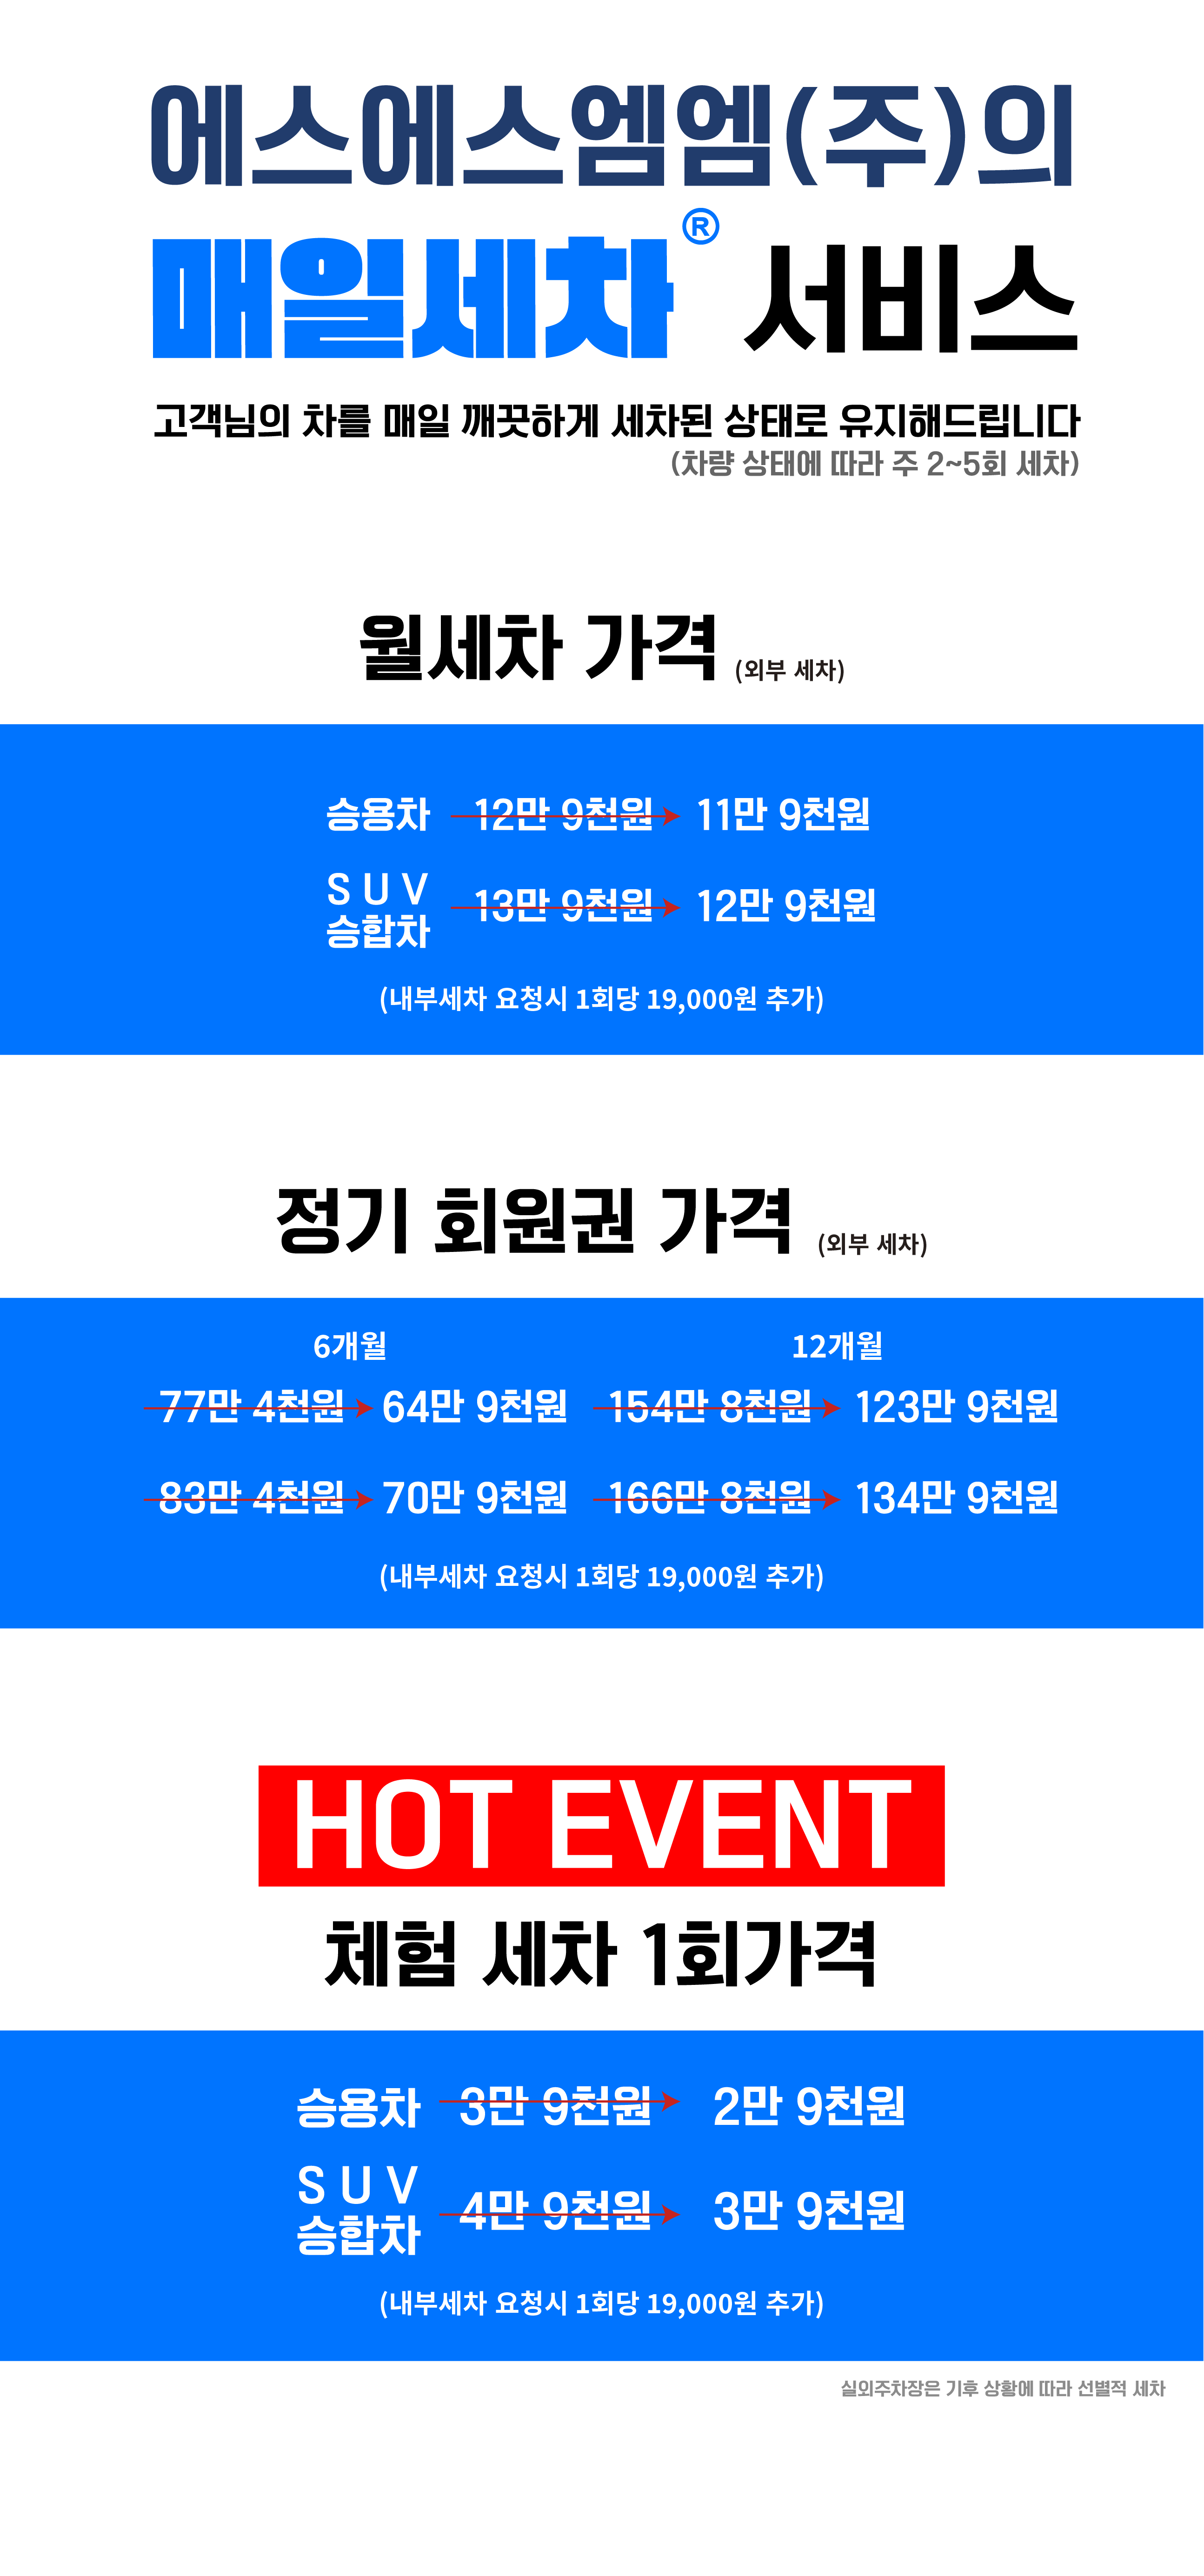 에스에스엠엠(주)의
매일세차® 서비스
고객님의 차를 매일 깨끗하게 세차된 상태로 유지해드립니다
(차량 상태에 따라 주 2~5회 세차)
월세차 가격 (외부 세차)
승용차 12만 9천원 11만 9천원
S U V
승합차 13만 9천원 12만 9천원
(내부세차 요청시 1회당 19,000원 추가)
정기 회원권 가격 (외부 세차)
6개월 12개월
77만 4천원 64만 9천원 154만 8천원 123만 9천원
83만 4천원 70만 9천원 166만 8천원 134만 9천원
(내부세차 요청시 1회당 19,000원 추가)
HOT EVENT
체험 세차 1회가격
승용차 3만 9천원 2만 9천원
S U V
승합차 4만 9천원 3만 9천원
(내부세차 요청시 1회당 19,000원 추가)
실외주차장은 기후 상황에 따라 선별적 세차